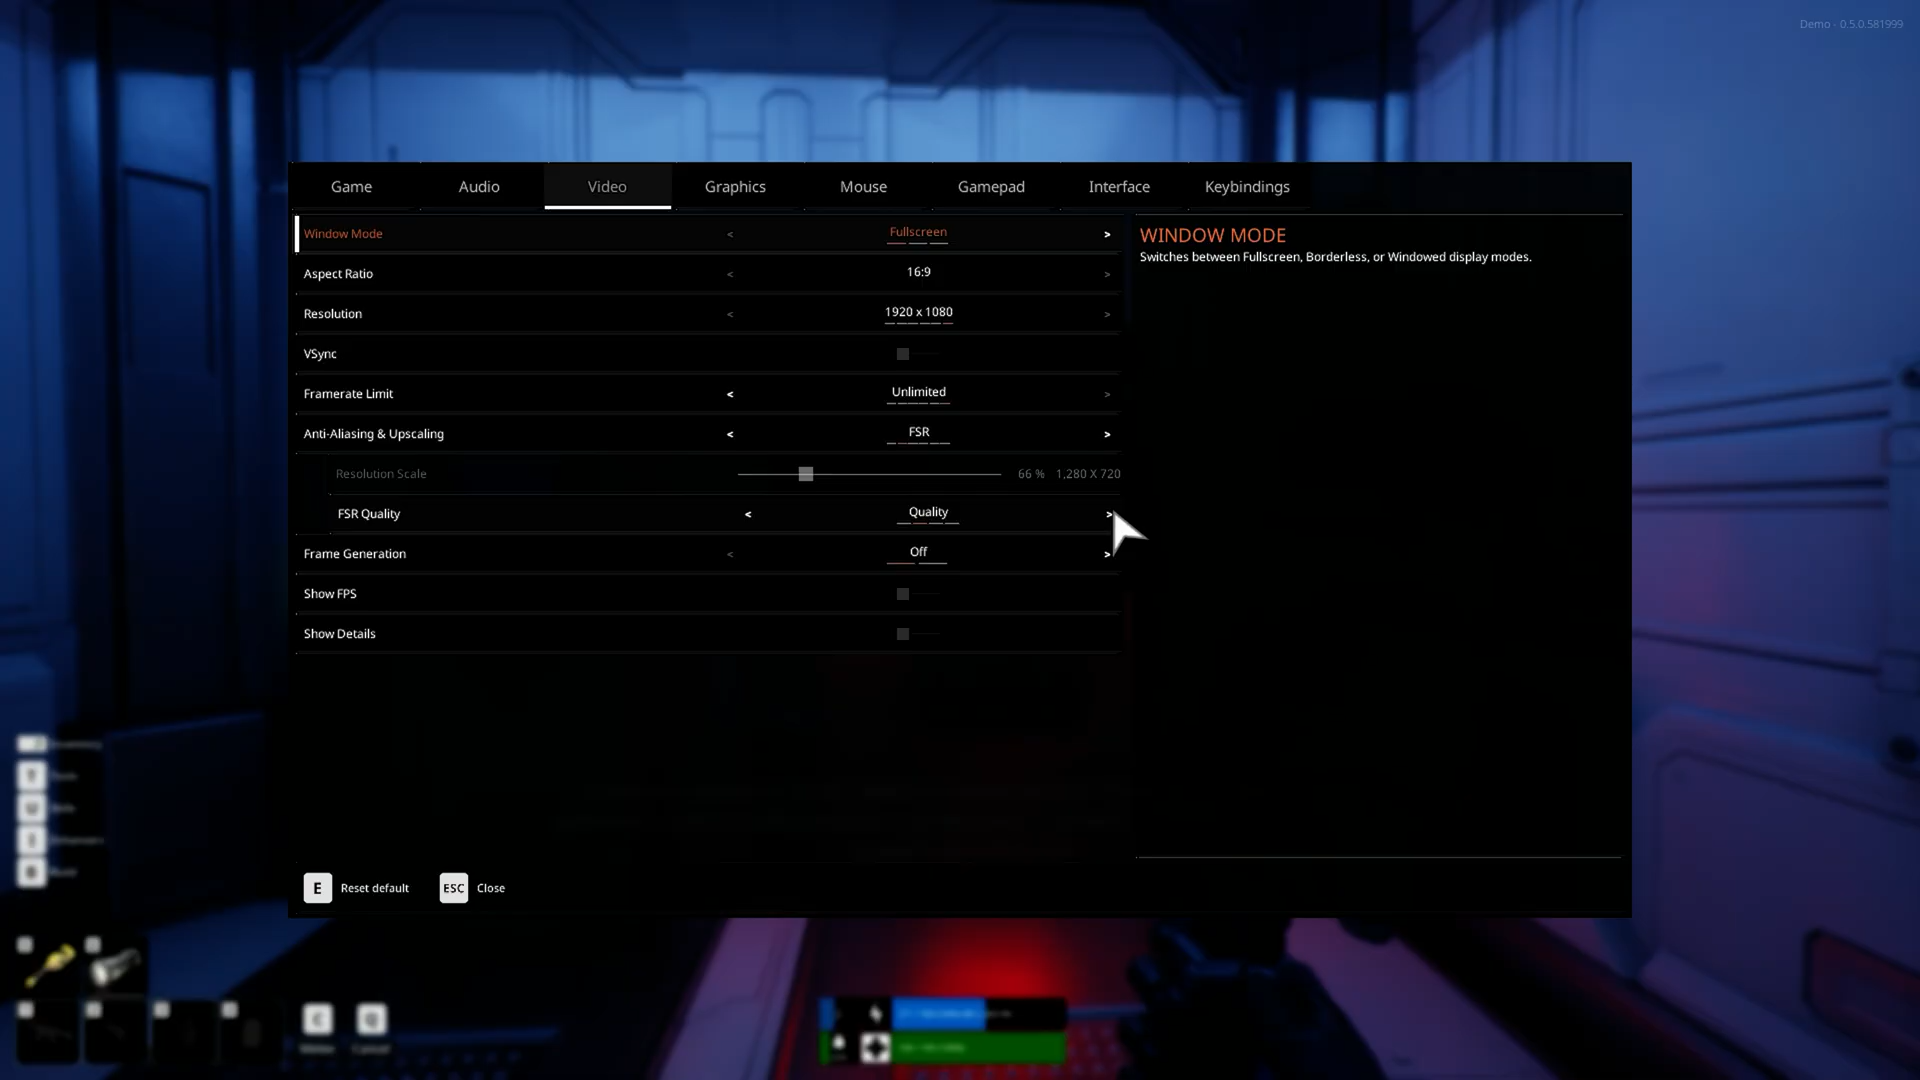 Demo - 0.5.0.581999
Game Audio Video Graphics Mouse Gamepad Interface Keybindings
Window Mode < Fullscreen >
Aspect Ratio < 16:9 >
Resolution < 1920 x 1080 >
VSync
Framerate Limit < Unlimited >
Anti-Aliasing & Upscaling < FSR >
Resolution Scale 66 % 1,280 X 720
FSR Quality < Quality >
Frame Generation < Off >
Show FPS
Show Details
WINDOW MODE
Switches between Fullscreen, Borderless, or Windowed display modes.
E Reset default ESC Close